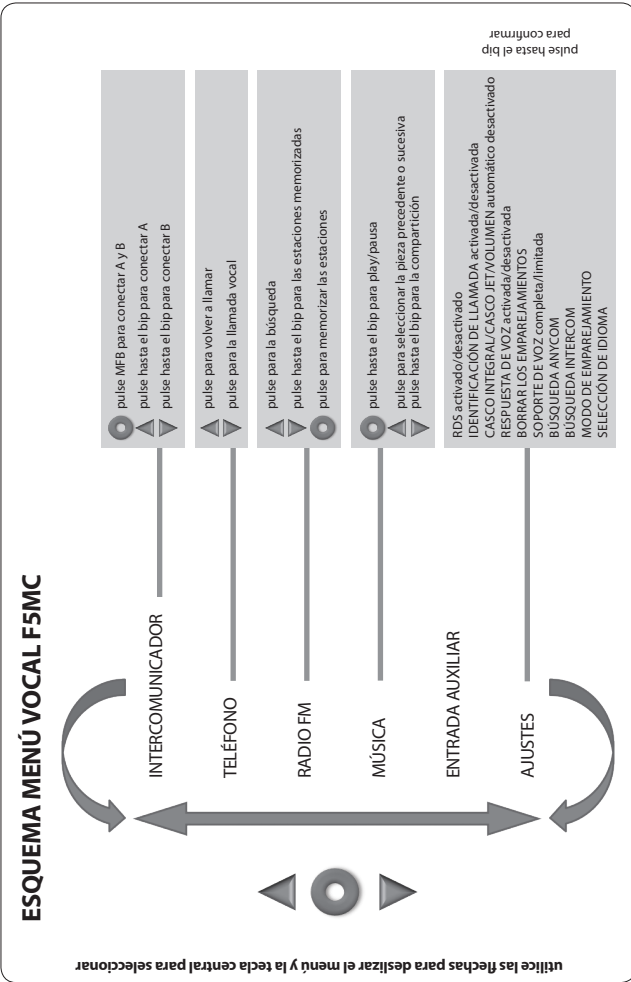 ESQUEMA MENÚ VOCAL F5MC
utilice las flechas para deslizar el menú y la tecla central para seleccionar
INTERCOMUNICADOR
pulse MFB para conectar A y B
pulse hasta el bip para conectar A
pulse hasta el bip para conectar B
TELÉFONO
pulse para volver a llamar
pulse para la llamada vocal
RADIO FM
pulse para la búsqueda
pulse hasta el bip para las estaciones memorizadas
pulse para memorizar las estaciones
MÚSICA
pulse hasta el bip para play/pausa
pulse para seleccionar la pieza precedente o sucesiva
pulse hasta el bip para la compartición
ENTRADA AUXILIAR
AJUSTES
RDS activado/desactivado
IDENTIFICACIÓN DE LLAMADA activada/desactivada
CASCO INTEGRAL/CASCO JET/VOLUMEN automático desactivado
RESPUESTA DE VOZ activada/desactivada
BORRAR LOS EMPAREJAMIENTOS
SOPORTE DE VOZ completa/limitada
BÚSQUEDA ANYCOM
BÚSQUEDA INTERCOM
MODO DE EMPAREJAMIENTO
SELECCIÓN DE IDIOMA
pulse hasta el bip
para confirmar